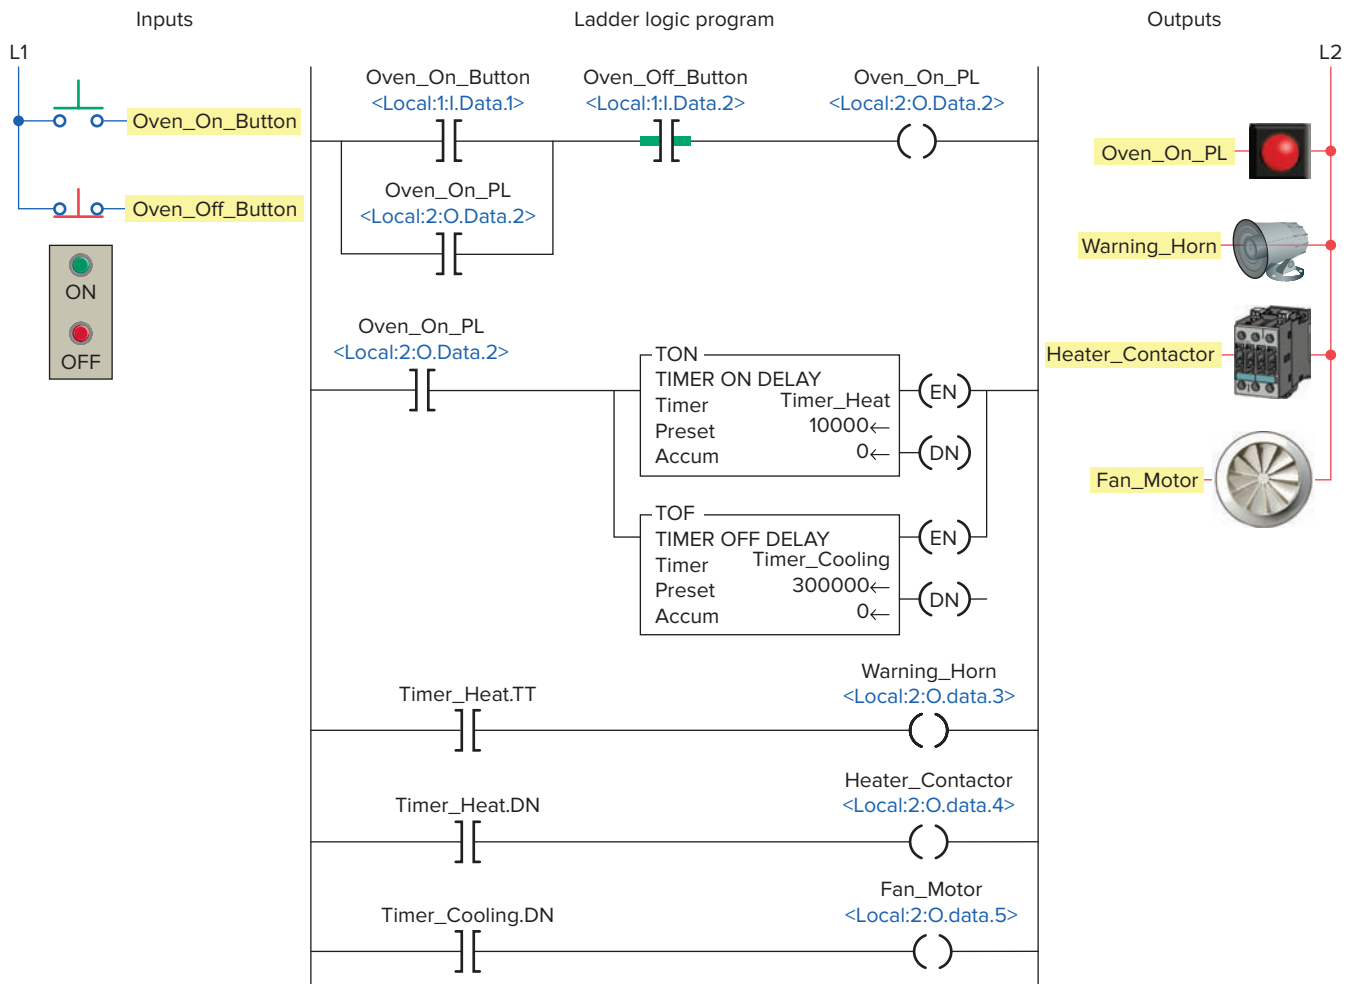 Inputs
Ladder logic program
Outputs
L1
L2
Oven_On_Button
<Local:1:I.Data.1>
Oven_Off_Button
<Local:1:I.Data.2>
Oven_On_PL
<Local:2:O.Data.2>
Oven_On_Button
Oven_On_PL
Oven_On_PL
<Local:2:O.Data.2>
Oven_Off_Button
Warning_Horn
ON
OFF
Oven_On_PL
<Local:2:O.Data.2>
Heater_Contactor
TON
TIMER ON DELAY
Timer Timer_Heat
Preset 10000←
Accum 0←
EN
DN
Fan_Motor
TOF
TIMER OFF DELAY
Timer Timer_Cooling
Preset 300000←
Accum 0←
EN
DN
Timer_Heat.TT
Warning_Horn
<Local:2:O.data.3>
Timer_Heat.DN
Heater_Contactor
<Local:2:O.data.4>
Timer_Cooling.DN
Fan_Motor
<Local:2:O.data.5>